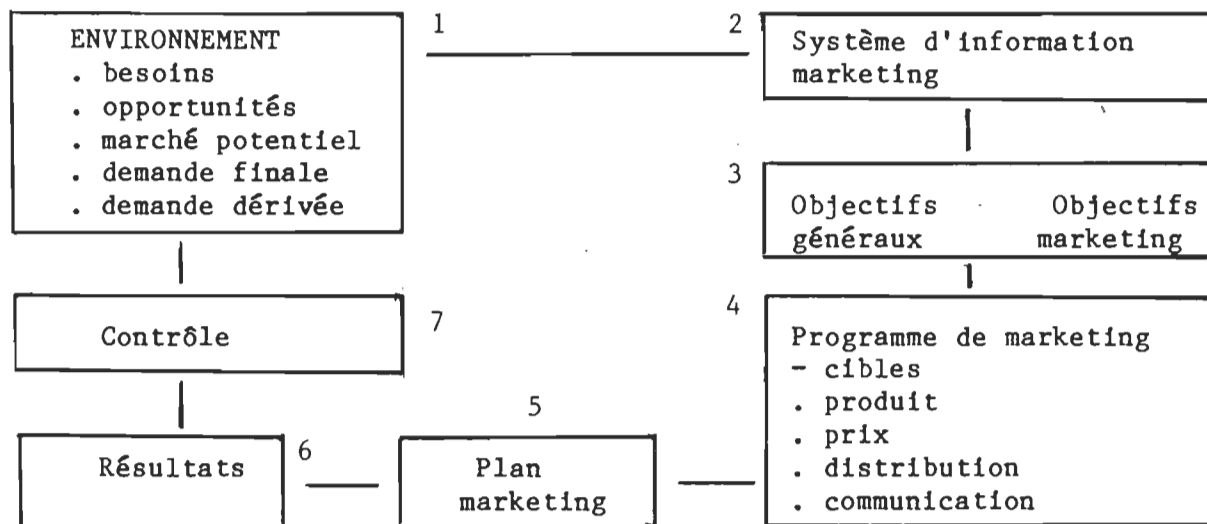 1
ENVIRONNEMENT
. besoins
. opportunités
. marché potentiel
. demande finale
. demande dérivée
2
Système d'information
marketing
3
Objectifs Objectifs
généraux marketing
4
Programme de marketing
- cibles
. produit
. prix
. distribution
. communication
5
Plan
marketing
6
Résultats
7
Contrôle